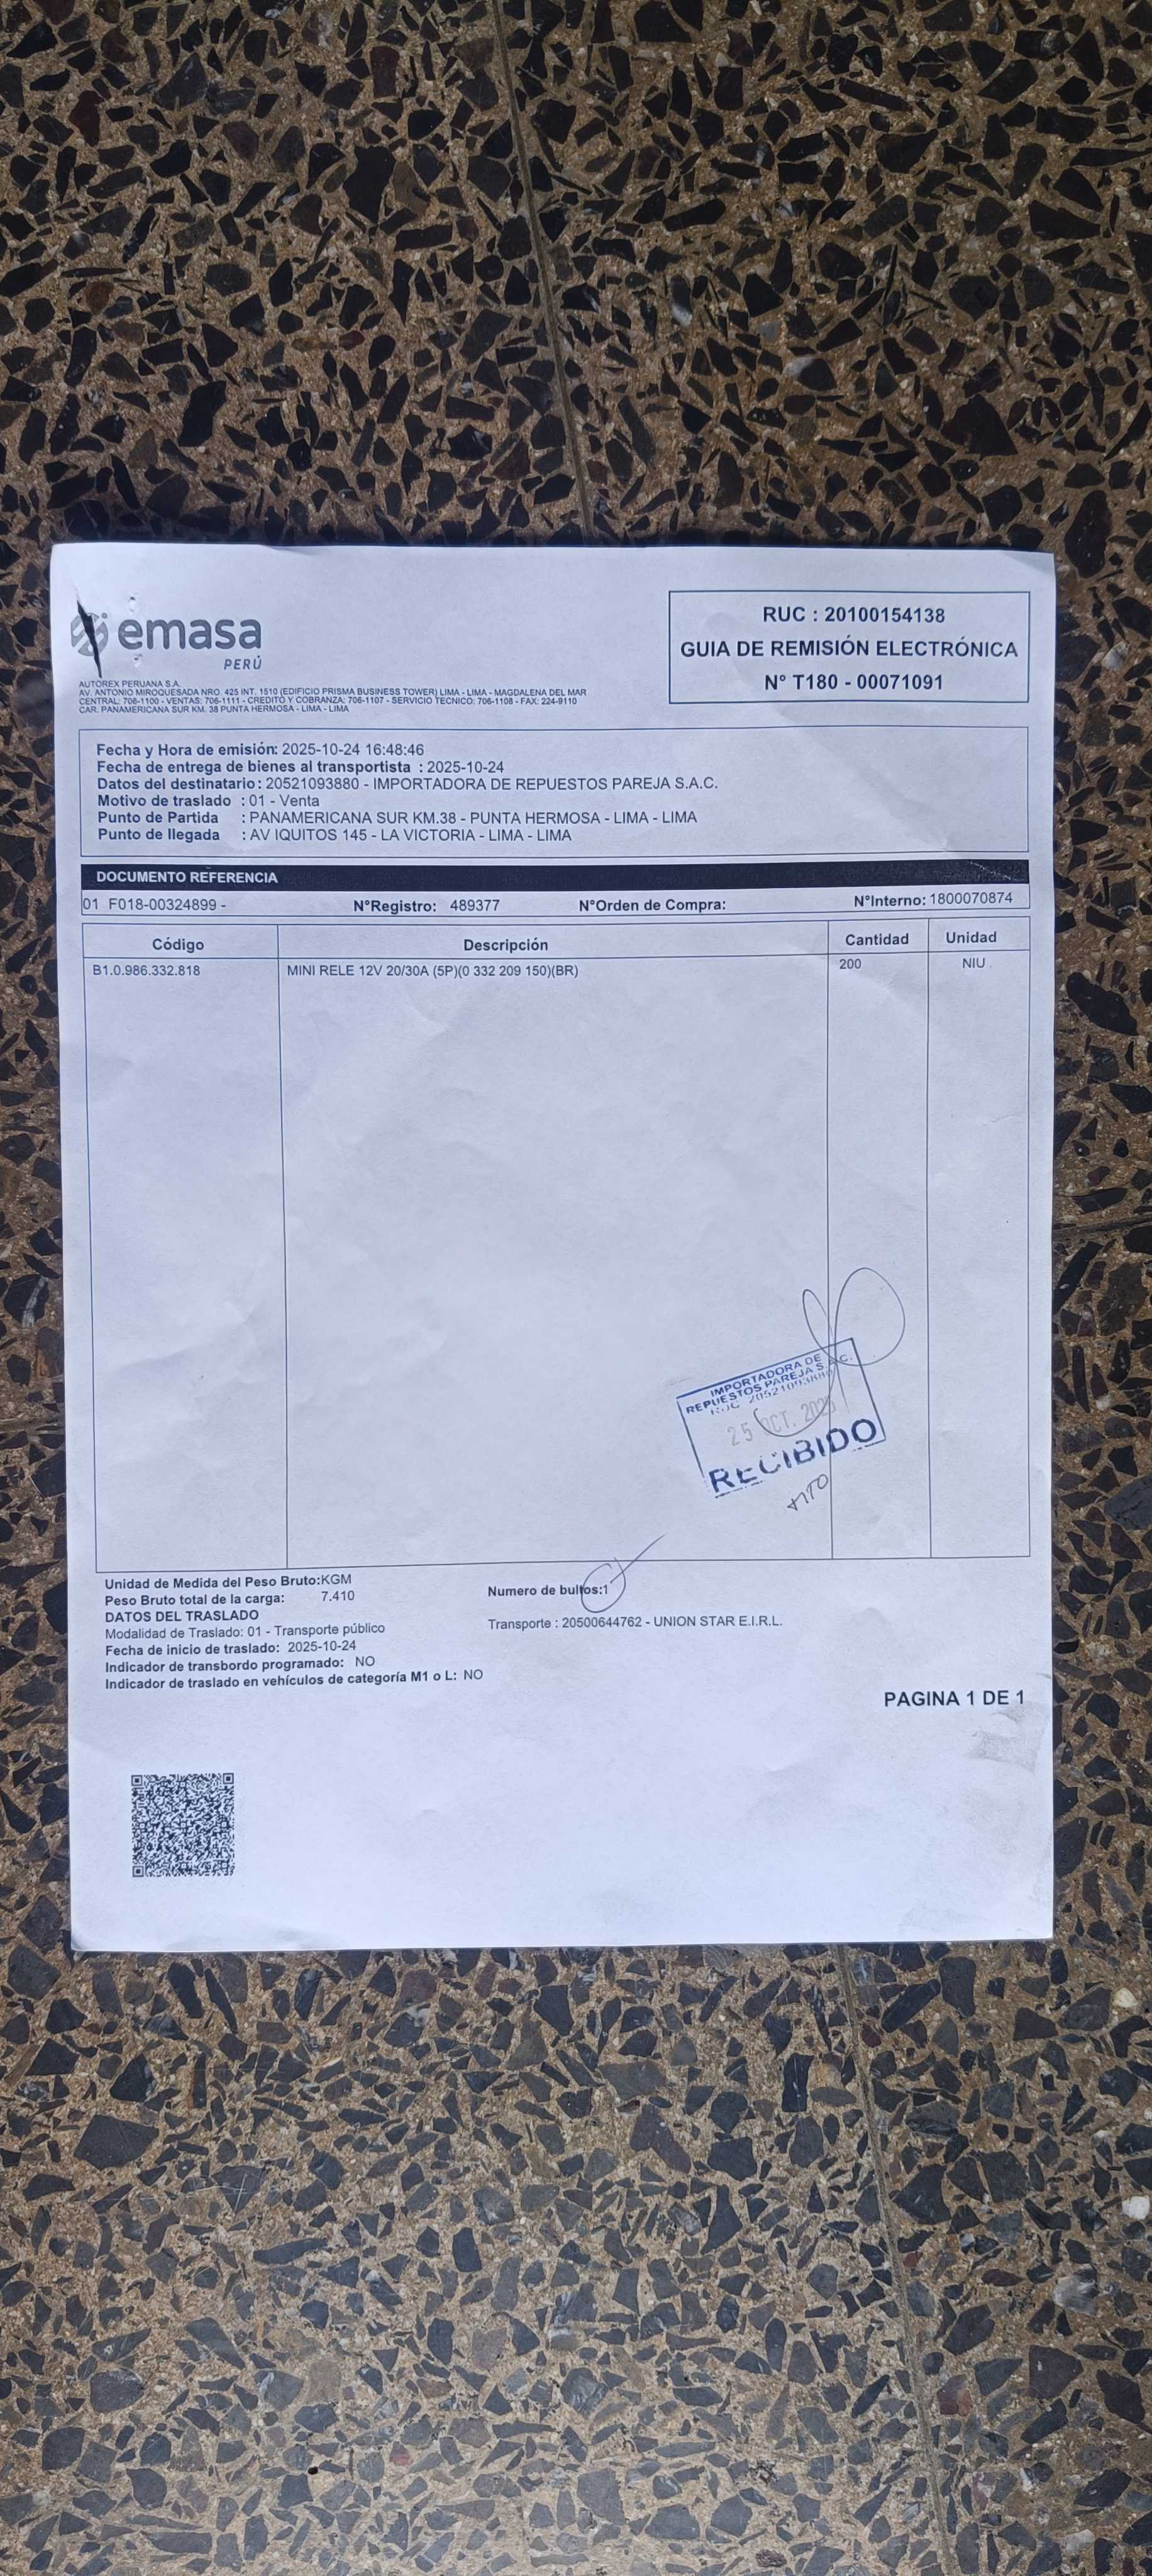 emasa
PERÚ
AUTOREX PERUANA S.A.
AV. ANTONIO MIROQUESADA NRO. 425 INT. 1510 (EDIFICIO PRISMA BUSINESS TOWER) LIMA - LIMA - MAGDALENA DEL MAR
CENTRAL: 706-1100 - VENTAS: 706-1111 - CREDITO Y COBRANZA: 706-1107 - SERVICIO TECNICO: 706-1108 - FAX: 224-9110
CAR. PANAMERICANA SUR KM. 38 PUNTA HERMOSA - LIMA - LIMA
RUC : 20100154138
GUIA DE REMISIÓN ELECTRÓNICA
N° T180 - 00071091
Fecha y Hora de emisión: 2025-10-24 16:48:46
Fecha de entrega de bienes al transportista : 2025-10-24
Datos del destinatario : 20521093880 - IMPORTADORA DE REPUESTOS PAREJA S.A.C.
Motivo de traslado : 01 - Venta
Punto de Partida : PANAMERICANA SUR KM.38 - PUNTA HERMOSA - LIMA - LIMA
Punto de llegada : AV IQUITOS 145 - LA VICTORIA - LIMA - LIMA
DOCUMENTO REFERENCIA
01 F018-00324899 - N°Registro: 489377 N°Orden de Compra: N°Interno: 1800070874
Código Descripción Cantidad Unidad
B1.0.986.332.818 MINI RELE 12V 20/30A (5P)(0 332 209 150)(BR) 200 NIU
IMPORTADORA DE
REPUESTOS PAREJA S.A.C.
RUC 20521093880
25 OCT. 2025
RECIBIDO
Unidad de Medida del Peso Bruto:KGM
Peso Bruto total de la carga: 7.410
Numero de bultos:1
DATOS DEL TRASLADO
Modalidad de Traslado: 01 - Transporte público
Transporte : 20500644762 - UNION STAR E.I.R.L.
Fecha de inicio de traslado: 2025-10-24
Indicador de transbordo programado: NO
Indicador de traslado en vehículos de categoría M1 o L: NO
PAGINA 1 DE 1